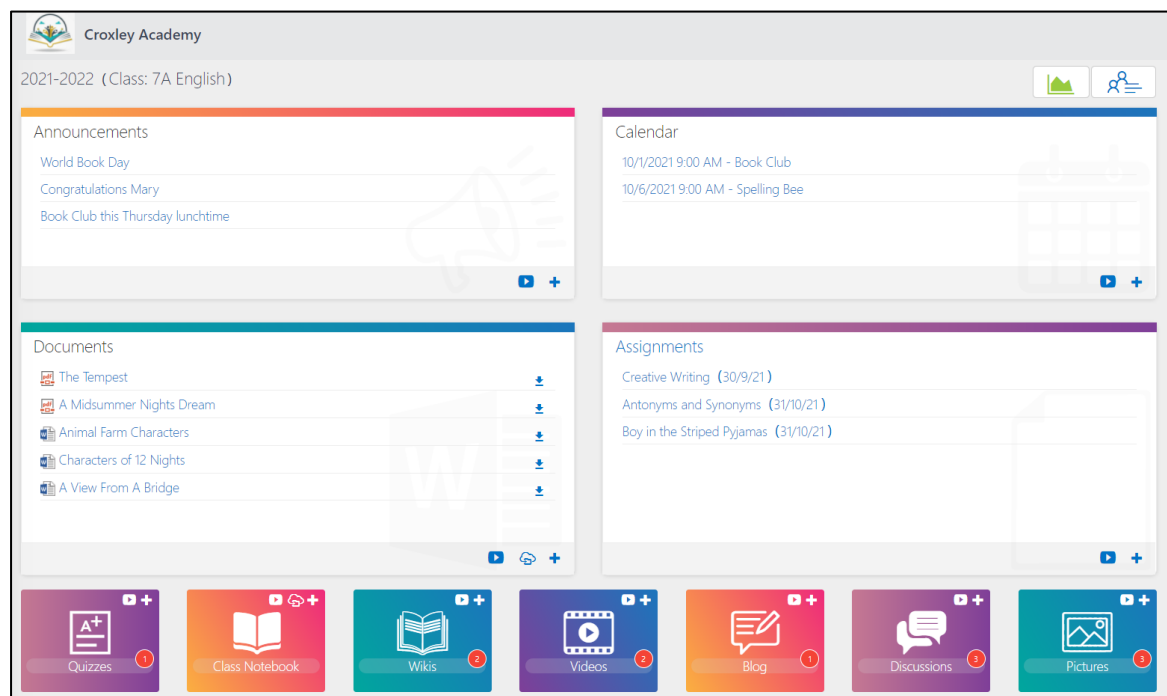 Croxley Academy
2021-2022 (Class: 7A English)
Announcements
World Book Day
Congratulations Mary
Book Club this Thursday lunchtime
Calendar
10/1/2021 9:00 AM - Book Club
10/6/2021 9:00 AM - Spelling Bee
Documents
The Tempest
A Midsummer Nights Dream
Animal Farm Characters
Characters of 12 Nights
A View From A Bridge
Assignments
Creative Writing (30/9/21)
Antonyms and Synonyms (31/10/21)
Boy in the Striped Pyjamas (31/10/21)
A+
Quizzes 1
Class Notebook
Wikis 2
Videos 2
Blog 1
Discussions 3
Pictures 3